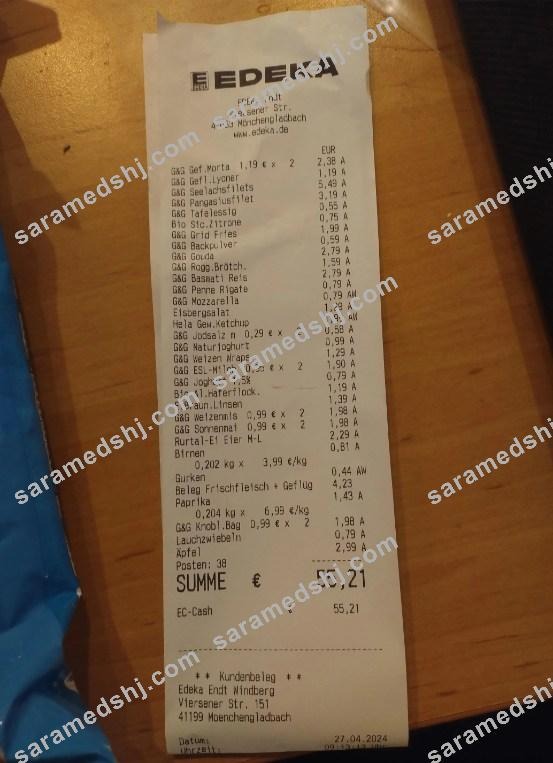 EDEKA
EDEKA Endt
Viersener Str.
Mönchengladbach
www.edeka.de
EUR
G&G Gef.Morta 1,19 € x 2 2,38 A
G&G Gefl.Lyoner 1,19 A
G&G Seelachsfilets 5,49 A
G&G Pangasiusfilet 3,19 A
G&G Tafelessig 0,55 A
Bio Sic.Zitrone 0,75 A
G&G Grid Fries 1,99 A
G&G Backpulver 0,59 A
G&G Gouda 2,79 A
G&G Rogg.Brötch. 1,59 A
G&G Basmati Reis 2,79 A
G&G Penne Rigate 0,79 A
G&G Mozzarella 0,79 AW
Eisbergsalat
Hela Gew.Ketchup AW
G&G Jodsalz n 0,29 € x 2 0,58 A
G&G Naturjoghurt 0,99 A
G&G Weizen Wraps 1,29 A
G&G ESL-Milch € x 2 1,90 A
G&G 0,79 A
1,19 A
Linsen 1,39 A
G&G Weizenmis 0,99 € x 2 1,98 A
G&G Sonnenmai 0,99 € x 2 1,98 A
Rurtal-Ei Eier M-L 2,29 A
Birnen 0,81 A
0,202 kg x 3,99 €/kg
Gurken 0,44 AW
Beleg Frischfleisch + Geflüg 4,23
Paprika 1,43 A
0,204 kg x 6,99 €/kg
G&G Knobl.Bag 0,99 € x 2 1,98 A
Lauchzwiebeln 0,79 A
Äpfel 2,99 A
Posten: 38
SUMME € 55,21
EC-Cash € 55,21
* * Kundenbeleg * *
Edeka Endt Windberg
Viersener Str. 151
41199 Moenchengladbach
Datum: 27.04.2024
Uhrzeit: Uhr
saramedshj.com